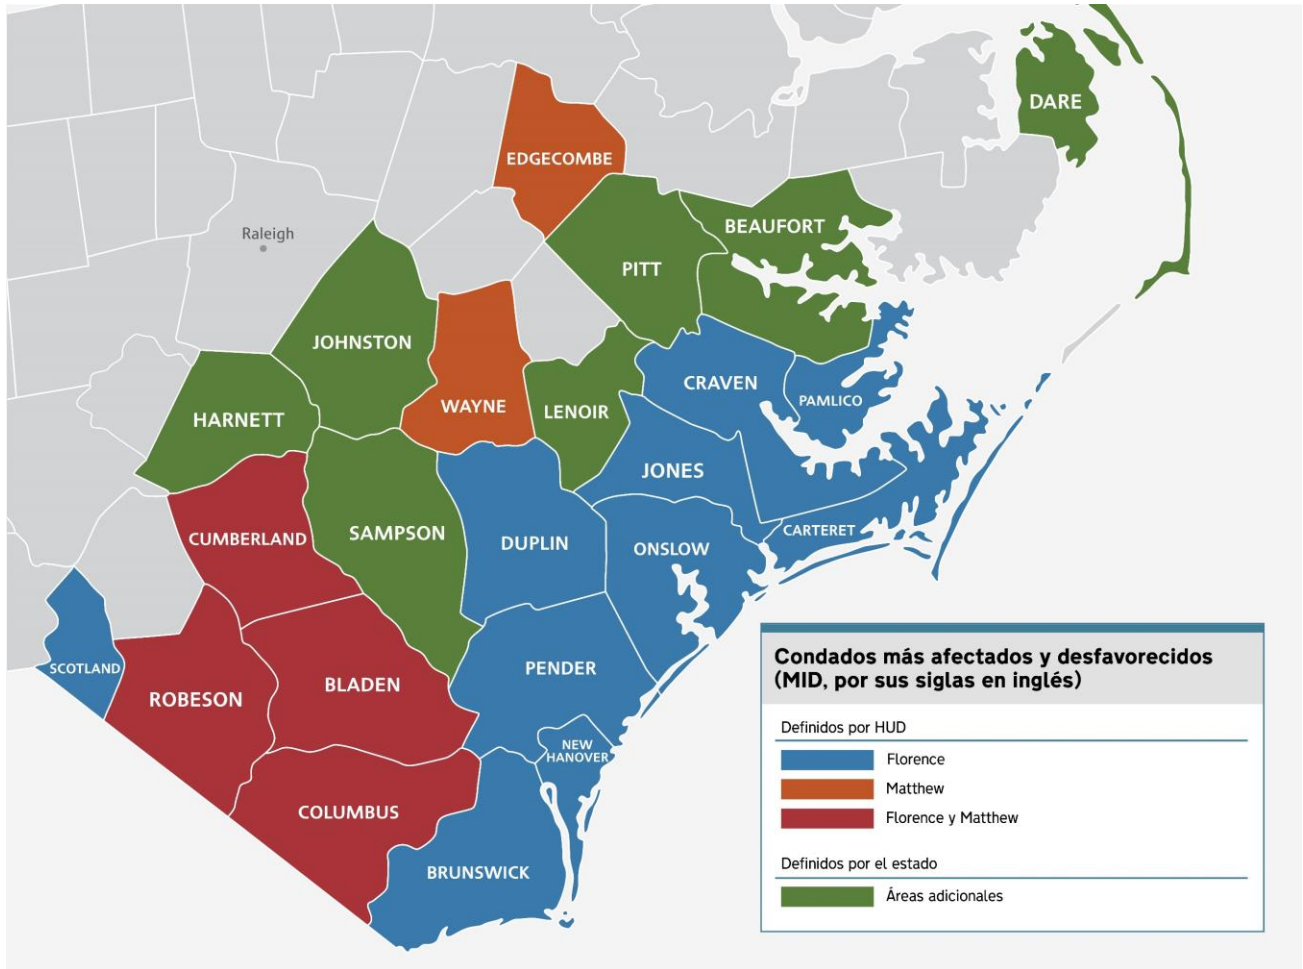 DARE
EDGECOMBE
BEAUFORT
Raleigh
PITT
JOHNSTON
CRAVEN
PAMLICO
WAYNE
LENOIR
HARNETT
JONES
CARTERET
SAMPSON
CUMBERLAND
DUPLIN
ONSLOW
SCOTLAND
PENDER
BLADEN
ROBESON
NEW
HANOVER
COLUMBUS
BRUNSWICK
Condados más afectados y desfavorecidos
(MID, por sus siglas en inglés)
Definidos por HUD
Florence
Matthew
Florence y Matthew
Definidos por el estado
Áreas adicionales